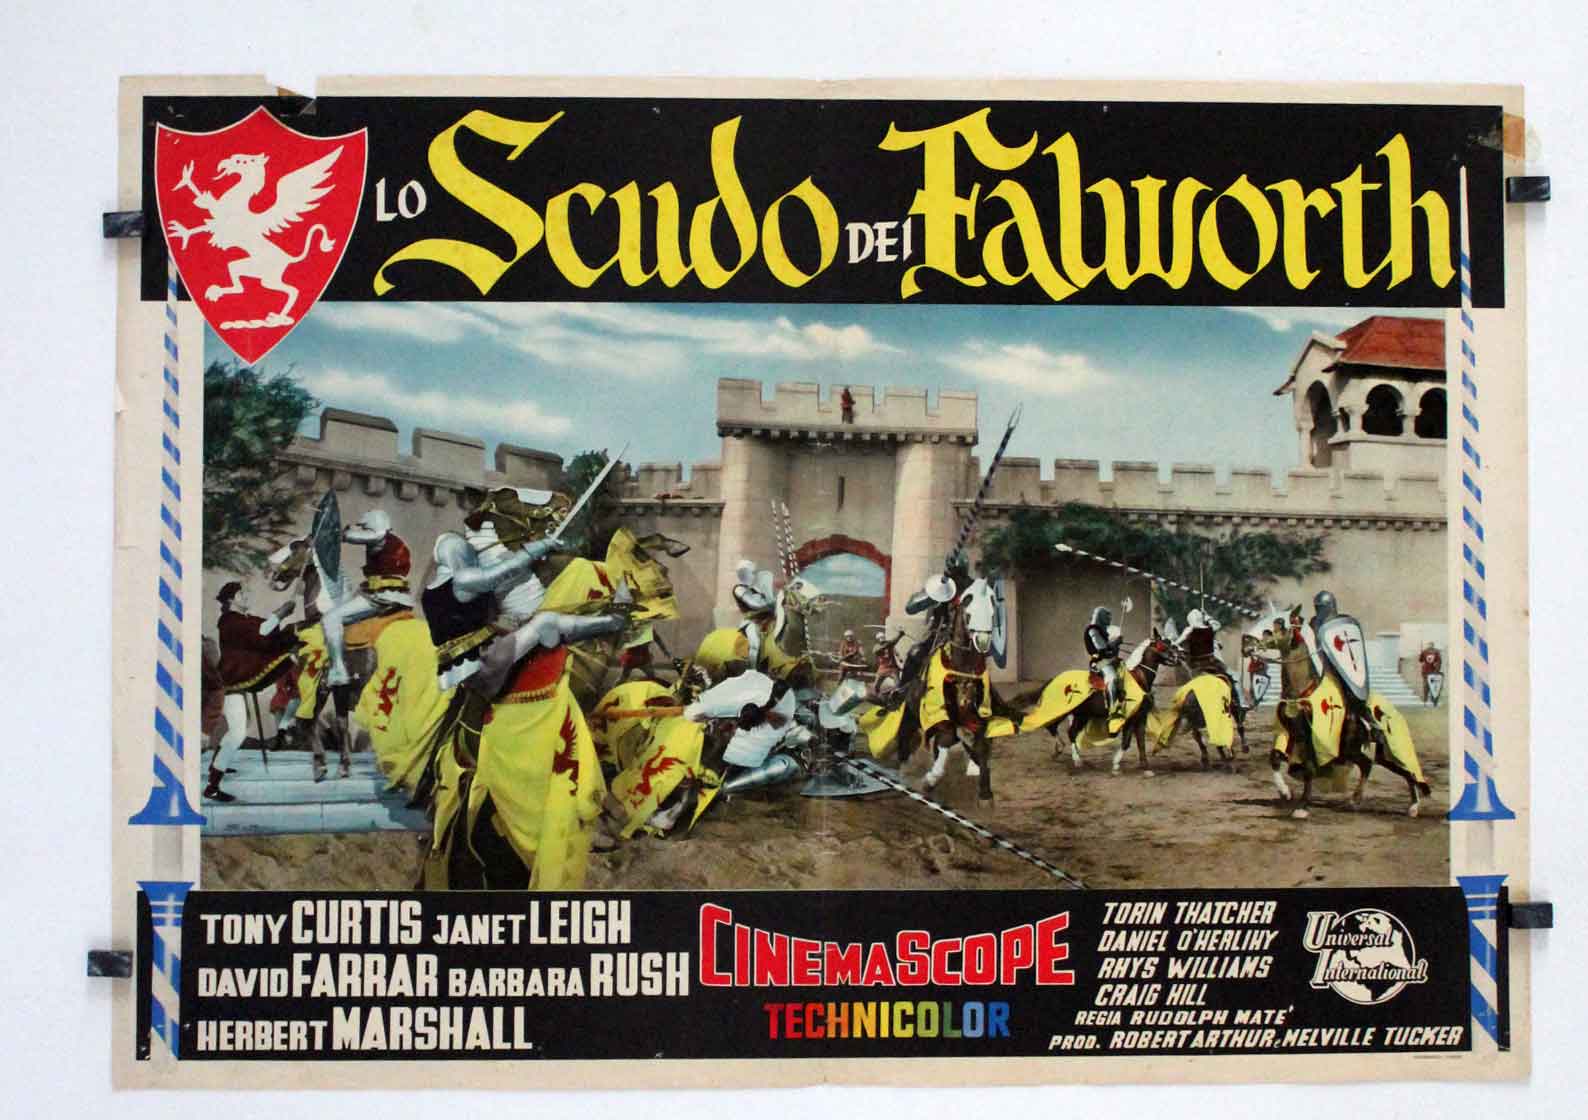 LO Scudo DEI Falworth
TONY CURTIS JANET LEIGH
DAVID FARRAR BARBARA RUSH
HERBERT MARSHALL
CINEMASCOPE
TECHNICOLOR
TORIN THATCHER
DANIEL O'HERLIHY
RHYS WILLIAMS
CRAIG HILL
REGIA RUDOLPH MATE'
PROD. ROBERT ARTHUR e MELVILLE TUCKER
Universal
International